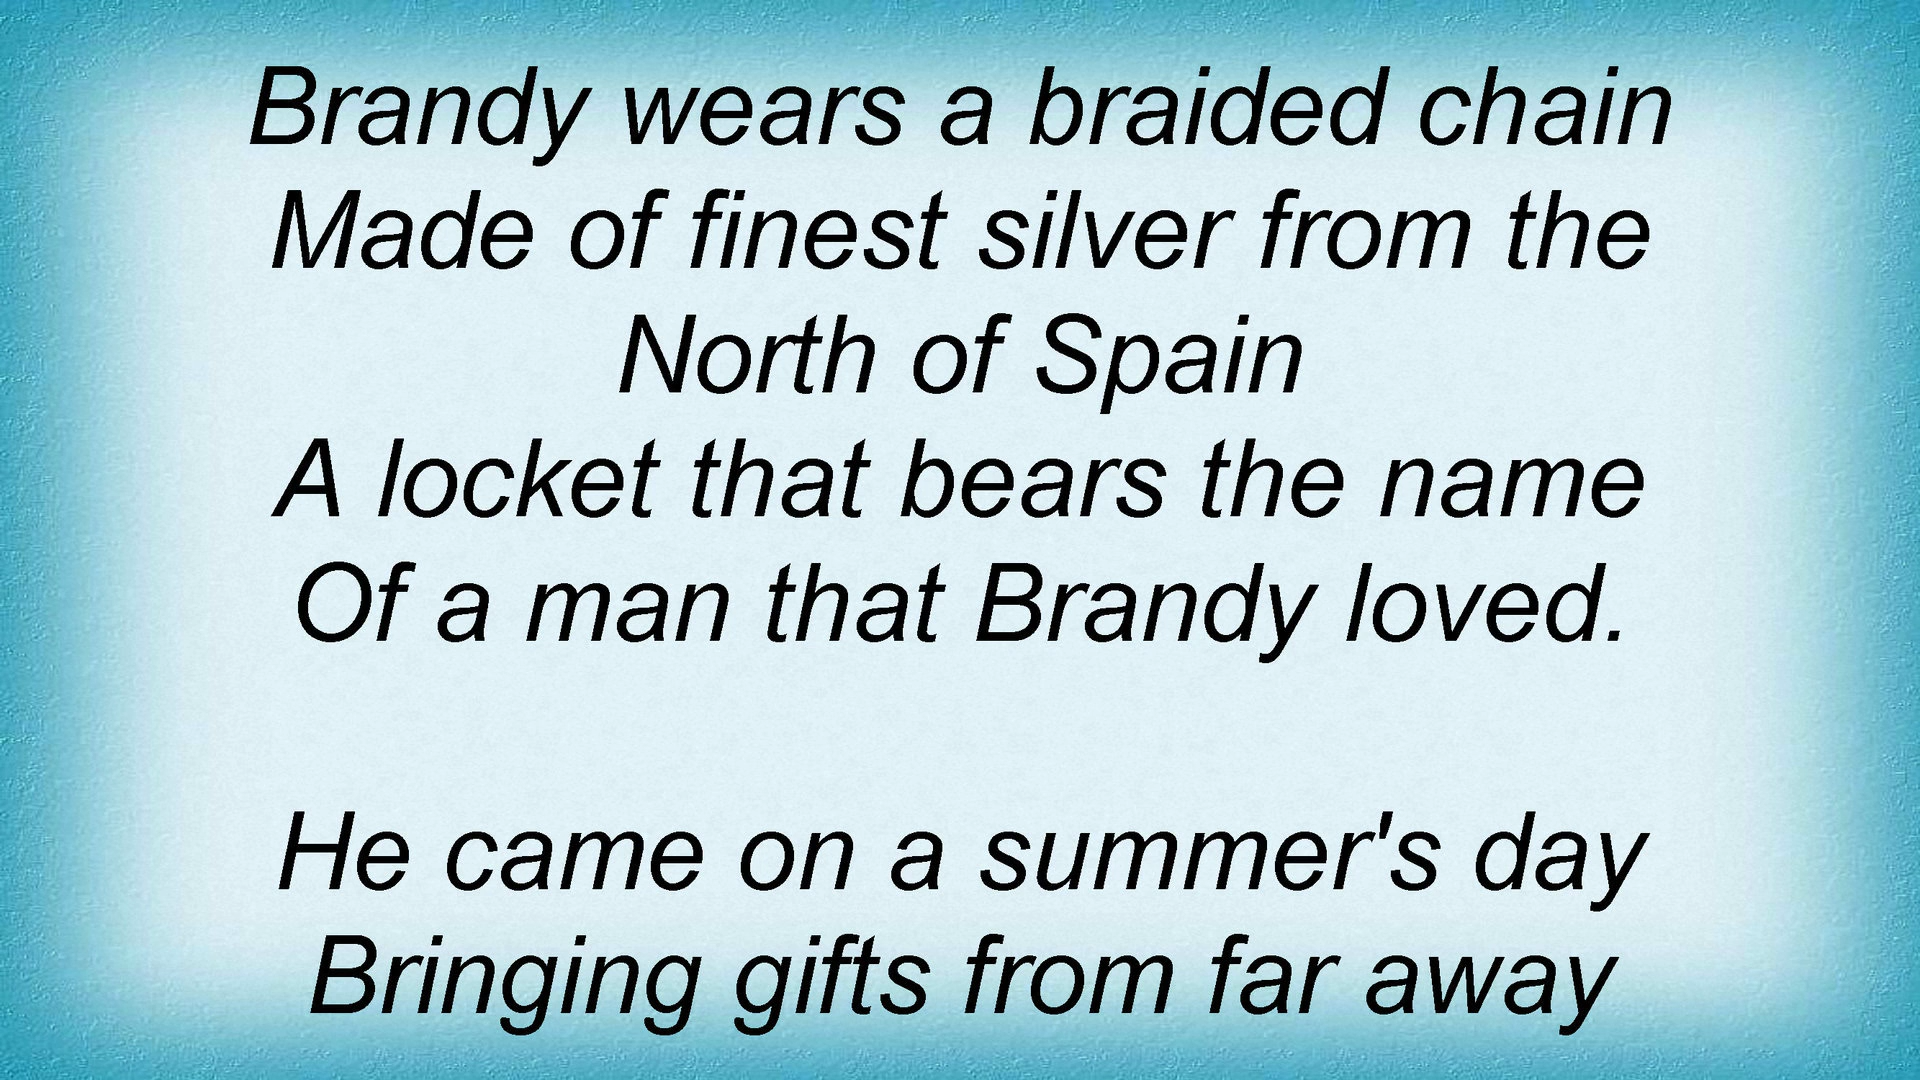 Brandy wears a braided chain
Made of finest silver from the
North of Spain
A locket that bears the name
Of a man that Brandy loved.
He came on a summer's day
Bringing gifts from far away